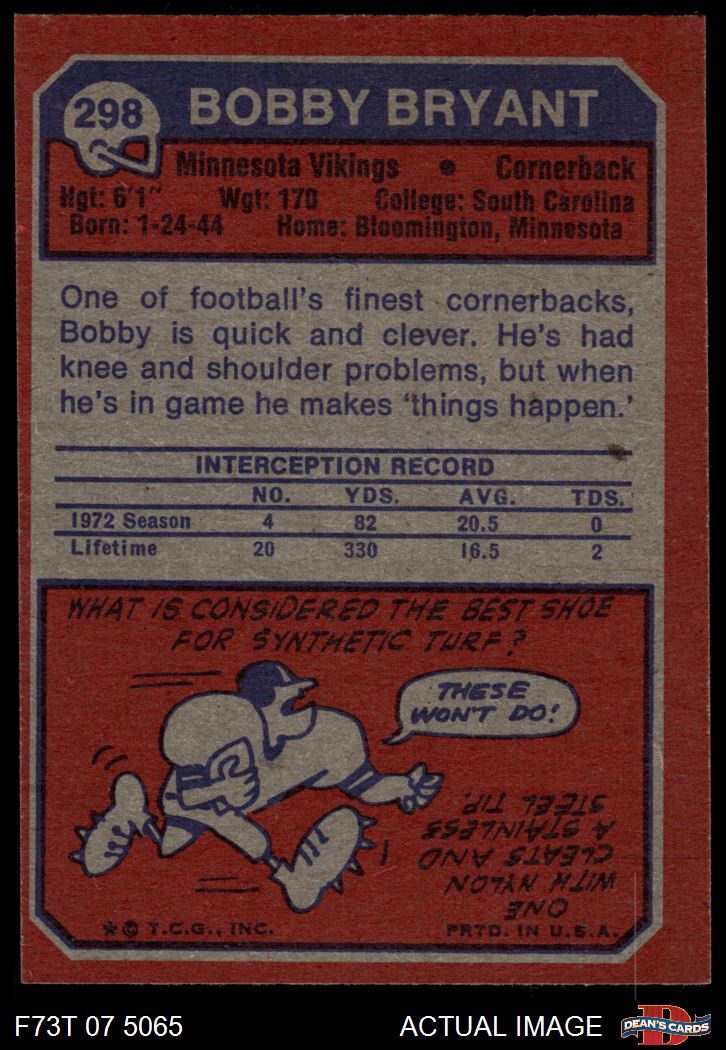 298
BOBBY BRYANT
Minnesota Vikings • Cornerback
Hgt: 6'1" Wgt: 170 College: South Carolina
Born: 1-24-44 Home: Bloomington, Minnesota
One of football's finest cornerbacks,
Bobby is quick and clever. He's had
knee and shoulder problems, but when
he's in game he makes 'things happen.'
INTERCEPTION RECORD
NO. YDS. AVG. TDS.
1972 Season 4 82 20.5 0
Lifetime 20 330 16.5 2
WHAT IS CONSIDERED THE BEST SHOE
FOR SYNTHETIC TURF?
THESE
WON'T DO!
ONE
WITH NYLON
CLEATS AND
A STAINLESS
STEEL TIP.
★© T.C.G., INC. PRTD. IN U.S.A.
F73T 07 5065 ACTUAL IMAGE
D
DEAN'S CARDS